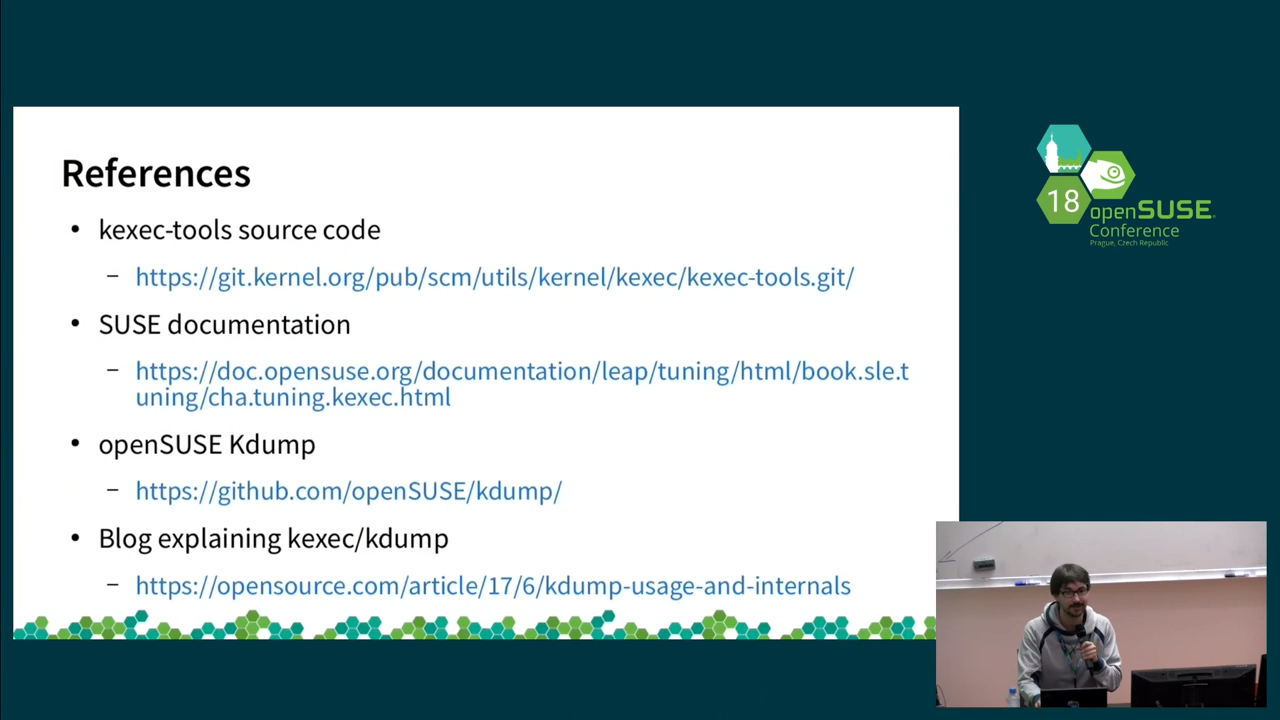 References
• kexec-tools source code
– https://git.kernel.org/pub/scm/utils/kernel/kexec/kexec-tools.git/
• SUSE documentation
– https://doc.opensuse.org/documentation/leap/tuning/html/book.sle.t
uning/cha.tuning.kexec.html
• openSUSE Kdump
– https://github.com/openSUSE/kdump/
• Blog explaining kexec/kdump
– https://opensource.com/article/17/6/kdump-usage-and-internals
18
openSUSE
Conference
Prague, Czech Republic